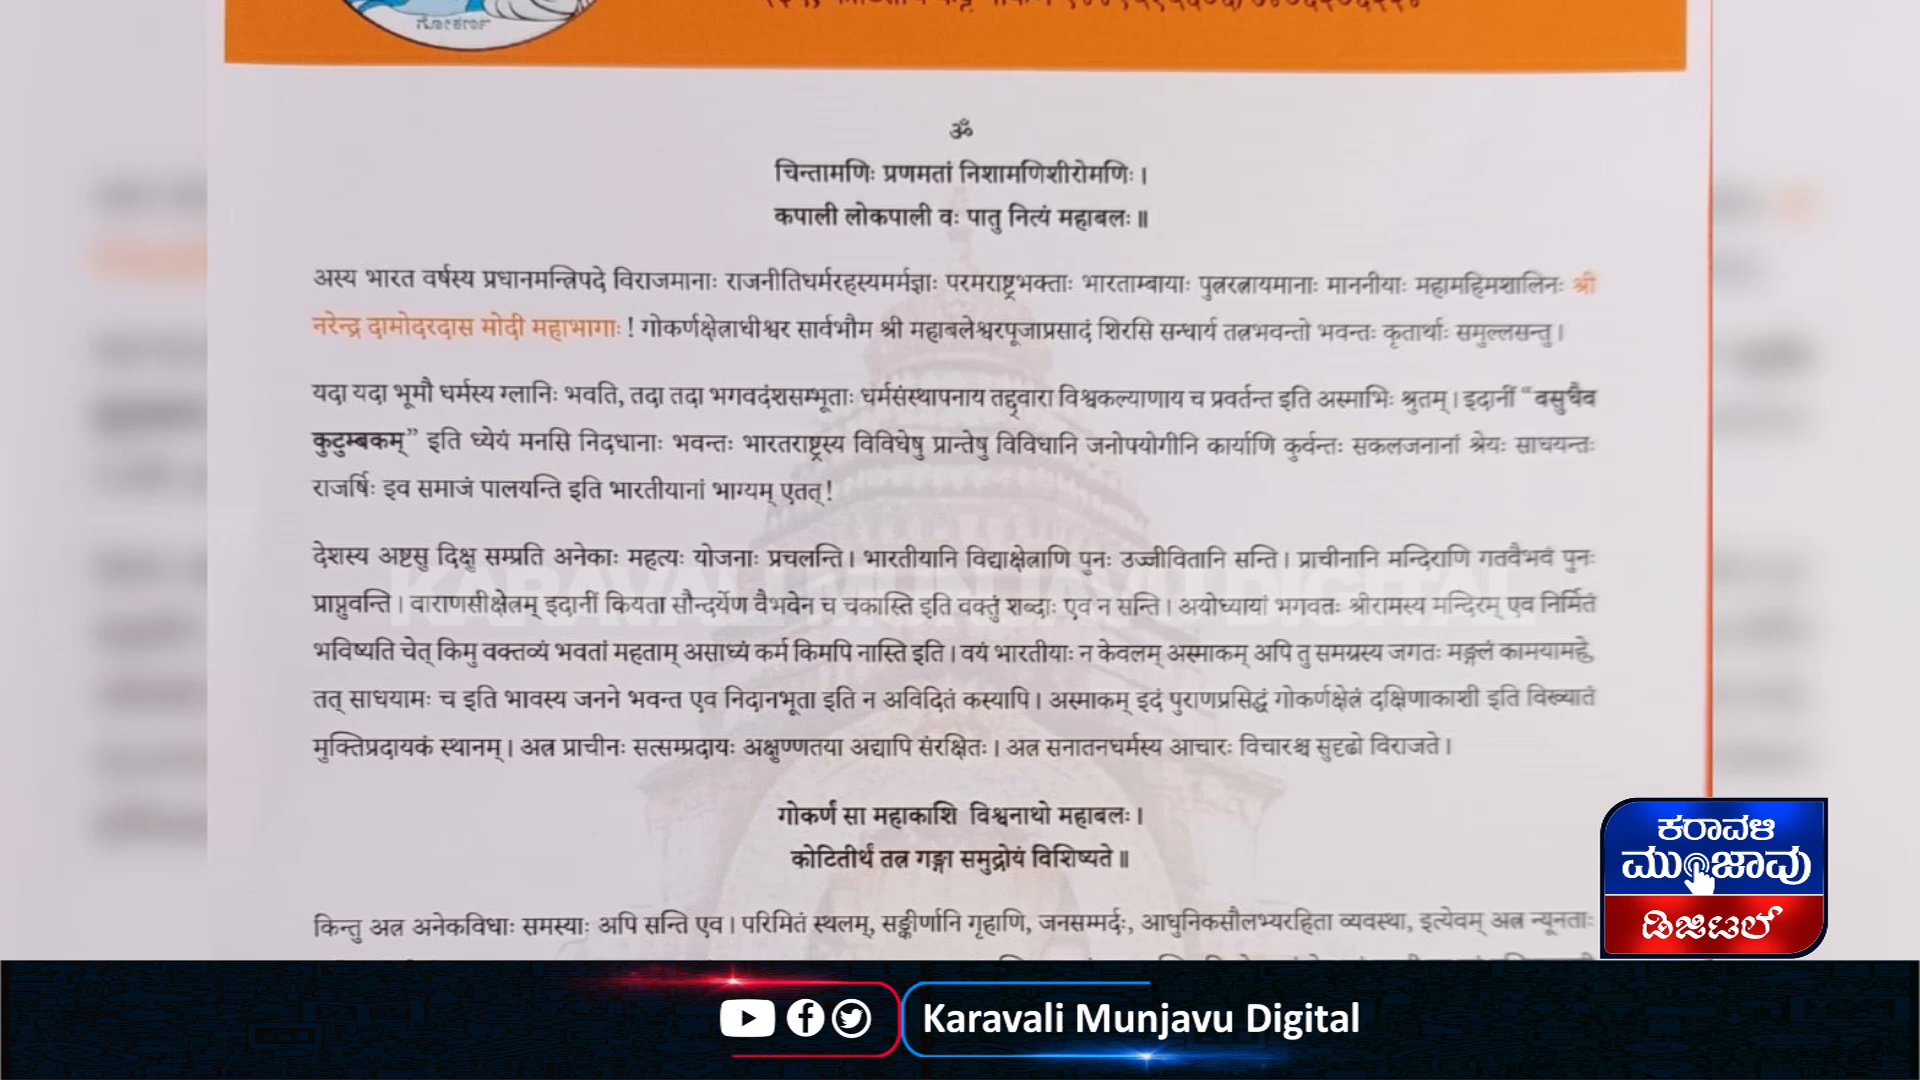 ॐ
चिन्तामणिः प्रणमतां निशामणिशीरोमणिः ।
कपाली लोकपाली वः पातु नित्यं महाबलः ॥
अस्य भारत वर्षस्य प्रधानमन्त्रिपदे विराजमानाः राजनीतिधर्मरहस्यमर्मज्ञाः परमराष्ट्रभक्ताः भारताम्बायाः पुत्ररत्नायमानाः माननीयाः महामहिमशालिनः श्री
नरेन्द्र दामोदरदास मोदी महाभागाः ! गोकर्णक्षेत्राधीश्वर सार्वभौम श्री महाबलेश्वरपूजाप्रसादं शिरसि सन्धार्य तत्रभवन्तो भवन्तः कृतार्थाः समुल्लसन्तु ।
यदा यदा भूमौ धर्मस्य ग्लानिः भवति, तदा तदा भगवदंशसम्भूताः धर्मसंस्थापनाय तद्द्वारा विश्वकल्याणाय च प्रवर्तन्त इति अस्माभिः श्रुतम् । इदानीं “वसुधैव
कुटुम्बकम्” इति ध्येयं मनसि निदधानाः भवन्तः भारतराष्ट्रस्य विविधेषु प्रान्तेषु विविधानि जनोपयोगीनि कार्याणि कुर्वन्तः सकलजनानां श्रेयः साधयन्तः
राजर्षिः इव समाजं पालयन्ति इति भारतीयानां भाग्यम् एतत् !
देशस्य अष्टसु दिक्षु सम्प्रति अनेकाः महत्यः योजनाः प्रचलन्ति । भारतीयानि विद्याक्षेत्राणि पुनः उज्जीवितानि सन्ति । प्राचीनानि मन्दिराणि गतवैभवं पुनः
प्राप्नुवन्ति । वाराणसीक्षेत्रम् इदानीं कियता सौन्दर्येण वैभवेन च चकास्ति इति वक्तुं शब्दाः एव न सन्ति । अयोध्यायां भगवतः श्रीरामस्य मन्दिरम् एव निर्मितं
भविष्यति चेत् किमु वक्तव्यं भवतां महताम् असाध्यं कर्म किमपि नास्ति इति । वयं भारतीयाः न केवलम् अस्माकम् अपि तु समग्रस्य जगतः मङ्गलं कामयामहे,
तत् साधयामः च इति भावस्य जनने भवन्त एव निदानभूता इति न अविदितं कस्यापि । अस्माकम् इदं पुराणप्रसिद्धं गोकर्णक्षेत्रं दक्षिणाकाशी इति विख्यातं
मुक्तिप्रदायकं स्थानम् । अत्र प्राचीनः सत्सम्प्रदायः अक्षुण्णतया अद्यापि संरक्षितः । अत्र सनातनधर्मस्य आचारः विचारश्च सुदृढो विराजते ।
गोकर्णं सा महाकाशि विश्वनाथो महाबलः ।
कोटितीर्थं तत्र गङ्गा समुद्रोयं विशिष्यते ॥
किन्तु अत्र अनेकविधाः समस्याः अपि सन्ति एव । परिमितं स्थलम्, सङ्कीर्णानि गृहाणि, जनसम्मर्दः, आधुनिकसौलभ्यरहिता व्यवस्था, इत्येवम् अत्र न्यूनताः
KARAVALI MUNJAVU DIGITAL
ಕರಾವಳಿ
ಮುಂಜಾವು
ಡಿಜಿಟಲ್
Karavali Munjavu Digital